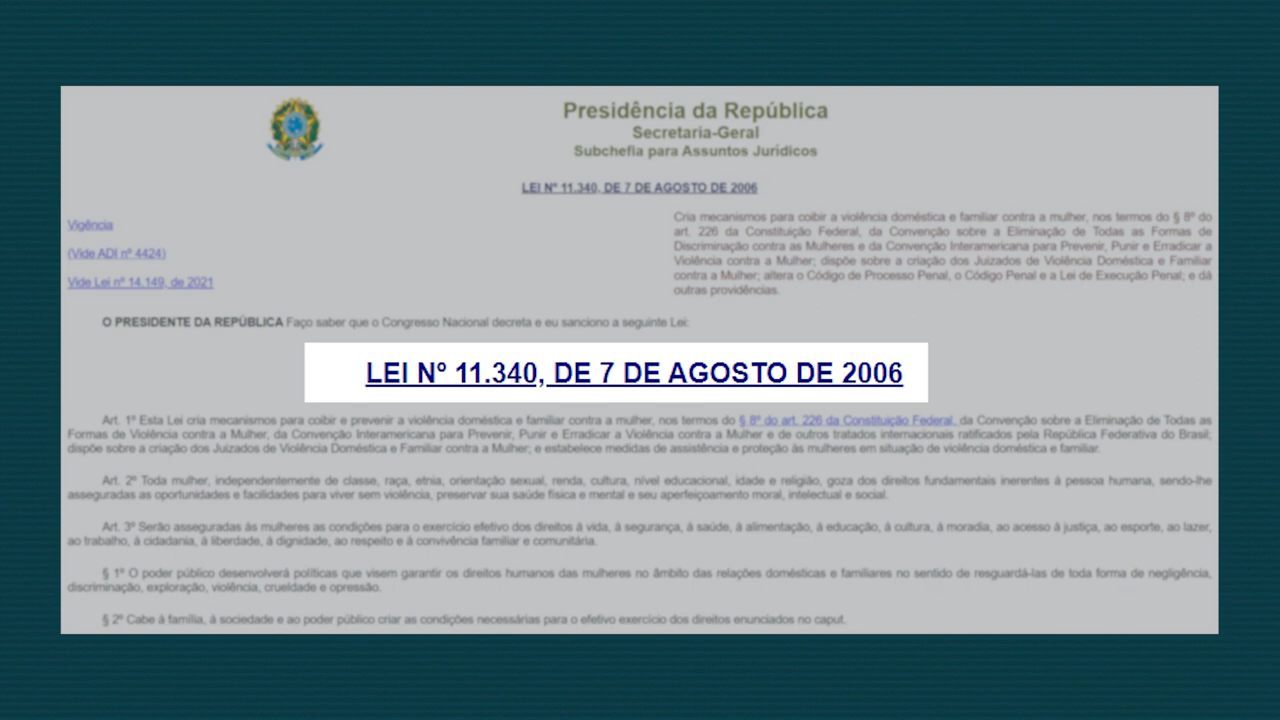 Presidência da República
Secretaria-Geral
Subchefia para Assuntos Jurídicos
LEI Nº 11.340, DE 7 DE AGOSTO DE 2006
Vigência
(Vide ADI nº 4424)
Vide Lei nº 14.149, de 2021
Cria mecanismos para coibir a violência doméstica e familiar contra a mulher, nos termos do § 8º do
art. 226 da Constituição Federal, da Convenção sobre a Eliminação de Todas as Formas de
Discriminação contra as Mulheres e da Convenção Interamericana para Prevenir, Punir e Erradicar a
Violência contra a Mulher; dispõe sobre a criação dos Juizados de Violência Doméstica e Familiar
contra a Mulher; altera o Código de Processo Penal, o Código Penal e a Lei de Execução Penal; e dá
outras providências.
O PRESIDENTE DA REPÚBLICA Faço saber que o Congresso Nacional decreta e eu sanciono a seguinte Lei:
LEI Nº 11.340, DE 7 DE AGOSTO DE 2006
Art. 1º Esta Lei cria mecanismos para coibir e prevenir a violência doméstica e familiar contra a mulher, nos termos do § 8º do art. 226 da Constituição Federal, da Convenção sobre a Eliminação de Todas as
Formas de Violência contra a Mulher, da Convenção Interamericana para Prevenir, Punir e Erradicar a Violência contra a Mulher e de outros tratados internacionais ratificados pela República Federativa do Brasil;
dispõe sobre a criação dos Juizados de Violência Doméstica e Familiar contra a Mulher; e estabelece medidas de assistência e proteção às mulheres em situação de violência doméstica e familiar.
Art. 2º Toda mulher, independentemente de classe, raça, etnia, orientação sexual, renda, cultura, nível educacional, idade e religião, goza dos direitos fundamentais inerentes à pessoa humana, sendo-lhe
asseguradas as oportunidades e facilidades para viver sem violência, preservar sua saúde física e mental e seu aperfeiçoamento moral, intelectual e social.
Art. 3º Serão asseguradas às mulheres as condições para o exercício efetivo dos direitos à vida, à segurança, à saúde, à alimentação, à educação, à cultura, à moradia, ao acesso à justiça, ao esporte, ao lazer,
ao trabalho, à cidadania, à liberdade, à dignidade, ao respeito e à convivência familiar e comunitária.
§ 1º O poder público desenvolverá políticas que visem garantir os direitos humanos das mulheres no âmbito das relações domésticas e familiares no sentido de resguardá-las de toda forma de negligência,
discriminação, exploração, violência, crueldade e opressão.
§ 2º Cabe à família, à sociedade e ao poder público criar as condições necessárias para o efetivo exercício dos direitos enunciados no caput.